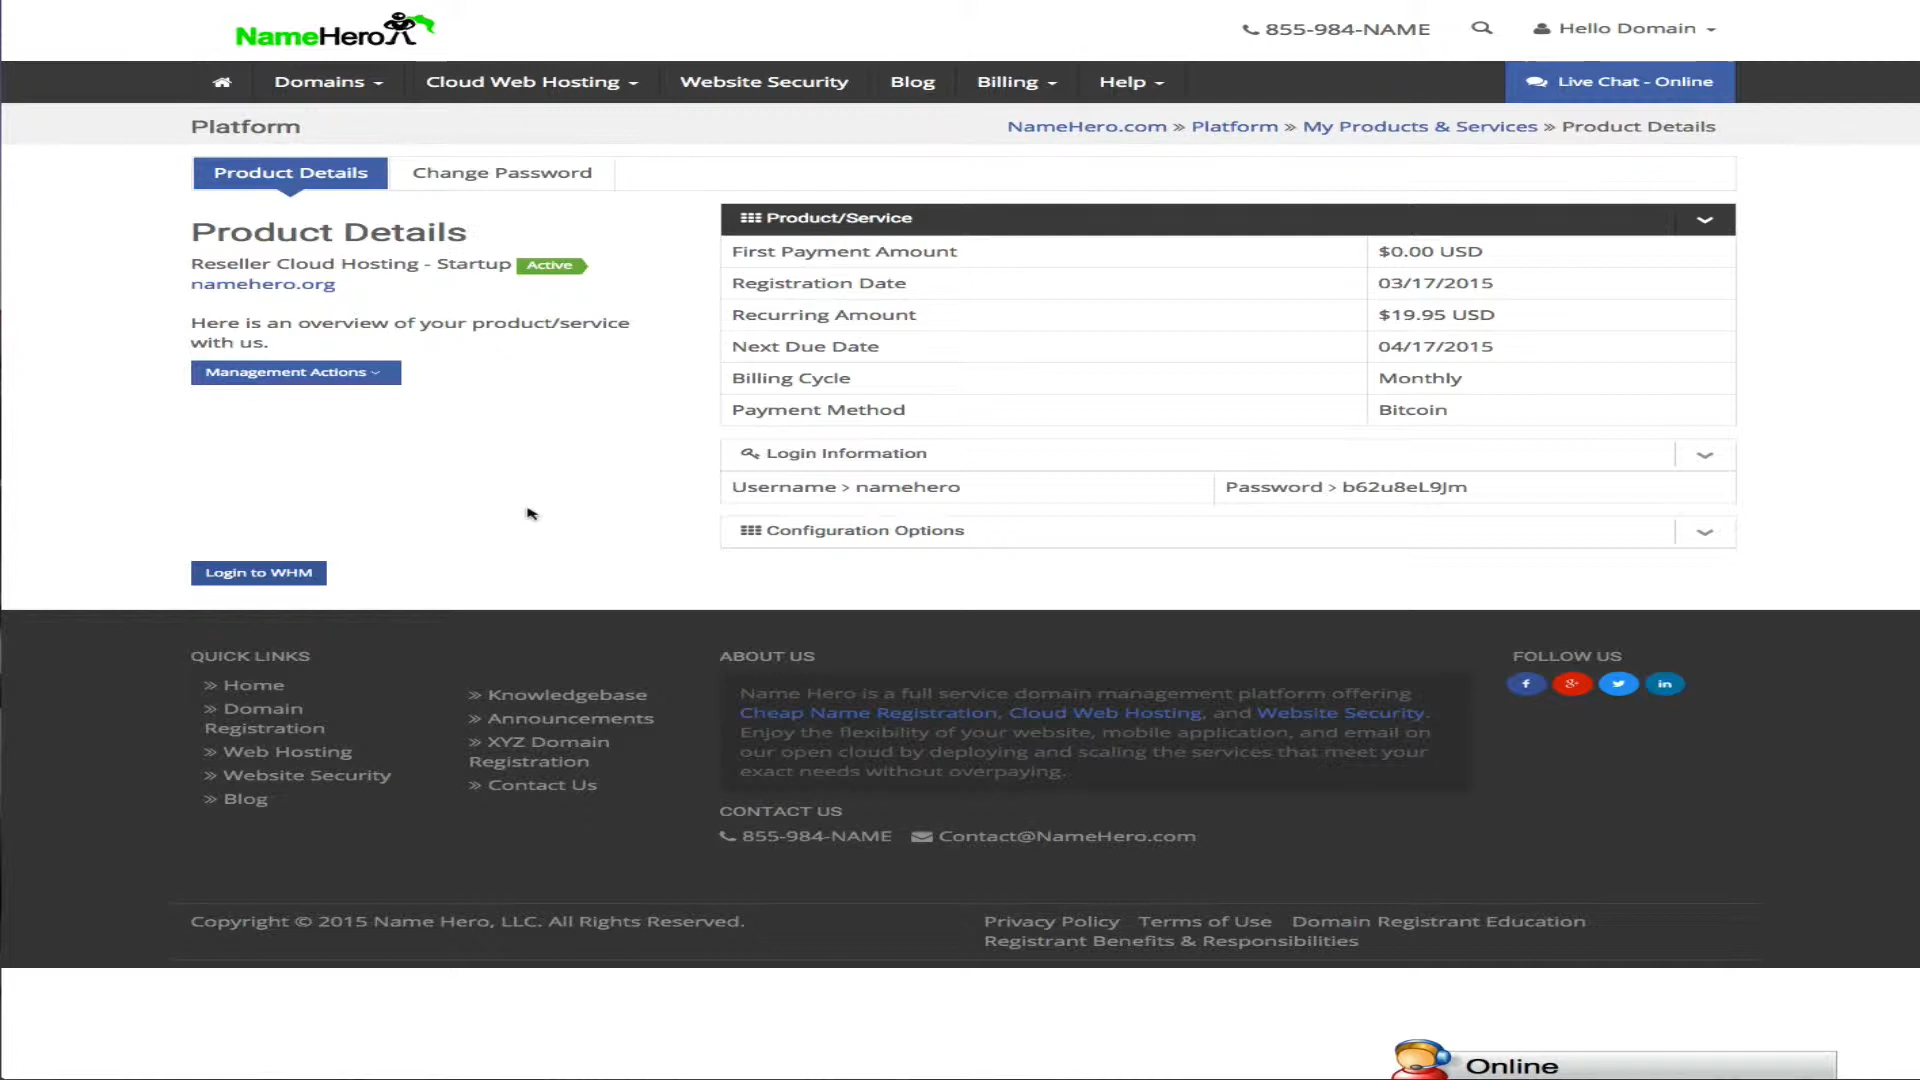 NameHero
855-984-NAME
Hello Domain
Domains
Cloud Web Hosting
Website Security
Blog
Billing
Help
Live Chat - Online
Platform
NameHero.com » Platform » My Products & Services » Product Details
Product Details
Change Password
Product Details
Reseller Cloud Hosting - Startup Active
namehero.org
Here is an overview of your product/service
with us.
Management Actions
Login to WHM
Product/Service
First Payment Amount $0.00 USD
Registration Date 03/17/2015
Recurring Amount $19.95 USD
Next Due Date 04/17/2015
Billing Cycle Monthly
Payment Method Bitcoin
Login Information
Username > namehero Password > b62u8eL9Jm
Configuration Options
QUICK LINKS
» Home
» Domain
Registration
» Web Hosting
» Website Security
» Blog
» Knowledgebase
» Announcements
» XYZ Domain
Registration
» Contact Us
ABOUT US
Name Hero is a full service domain management platform offering
Cheap Name Registration, Cloud Web Hosting, and Website Security.
Enjoy the flexibility of your website, mobile application, and email on
our open cloud by deploying and scaling the services that meet your
exact needs without overpaying.
CONTACT US
855-984-NAME Contact@NameHero.com
FOLLOW US
Copyright © 2015 Name Hero, LLC. All Rights Reserved.
Privacy Policy Terms of Use Domain Registrant Education
Registrant Benefits & Responsibilities
Online